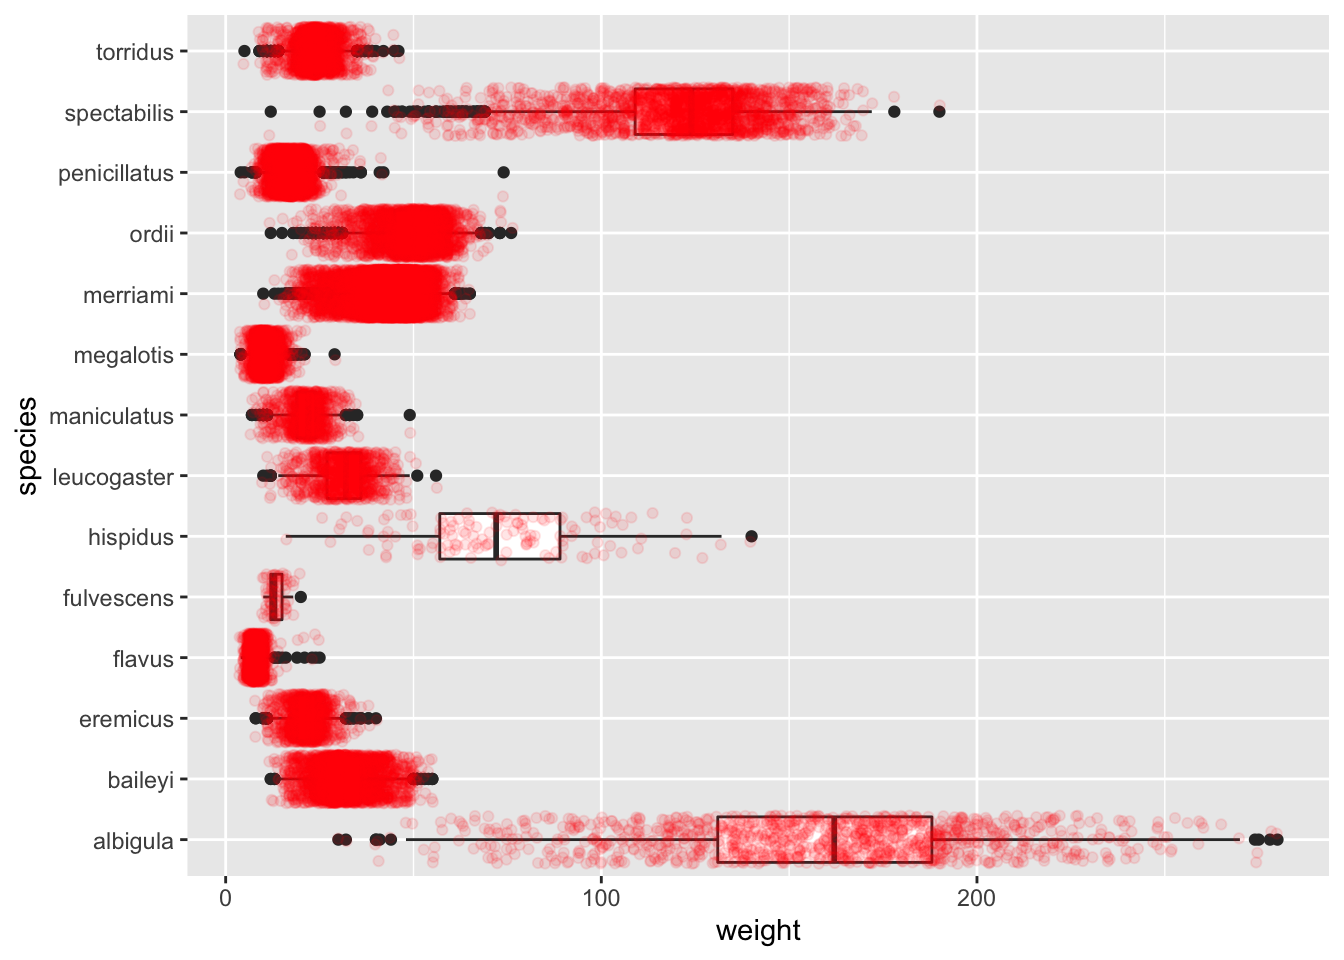 torridus
spectabilis
penicillatus
ordii
merriami
megalotis
maniculatus
leucogaster
hispidus
fulvescens
flavus
eremicus
baileyi
albigula
species
0 100 200
weight